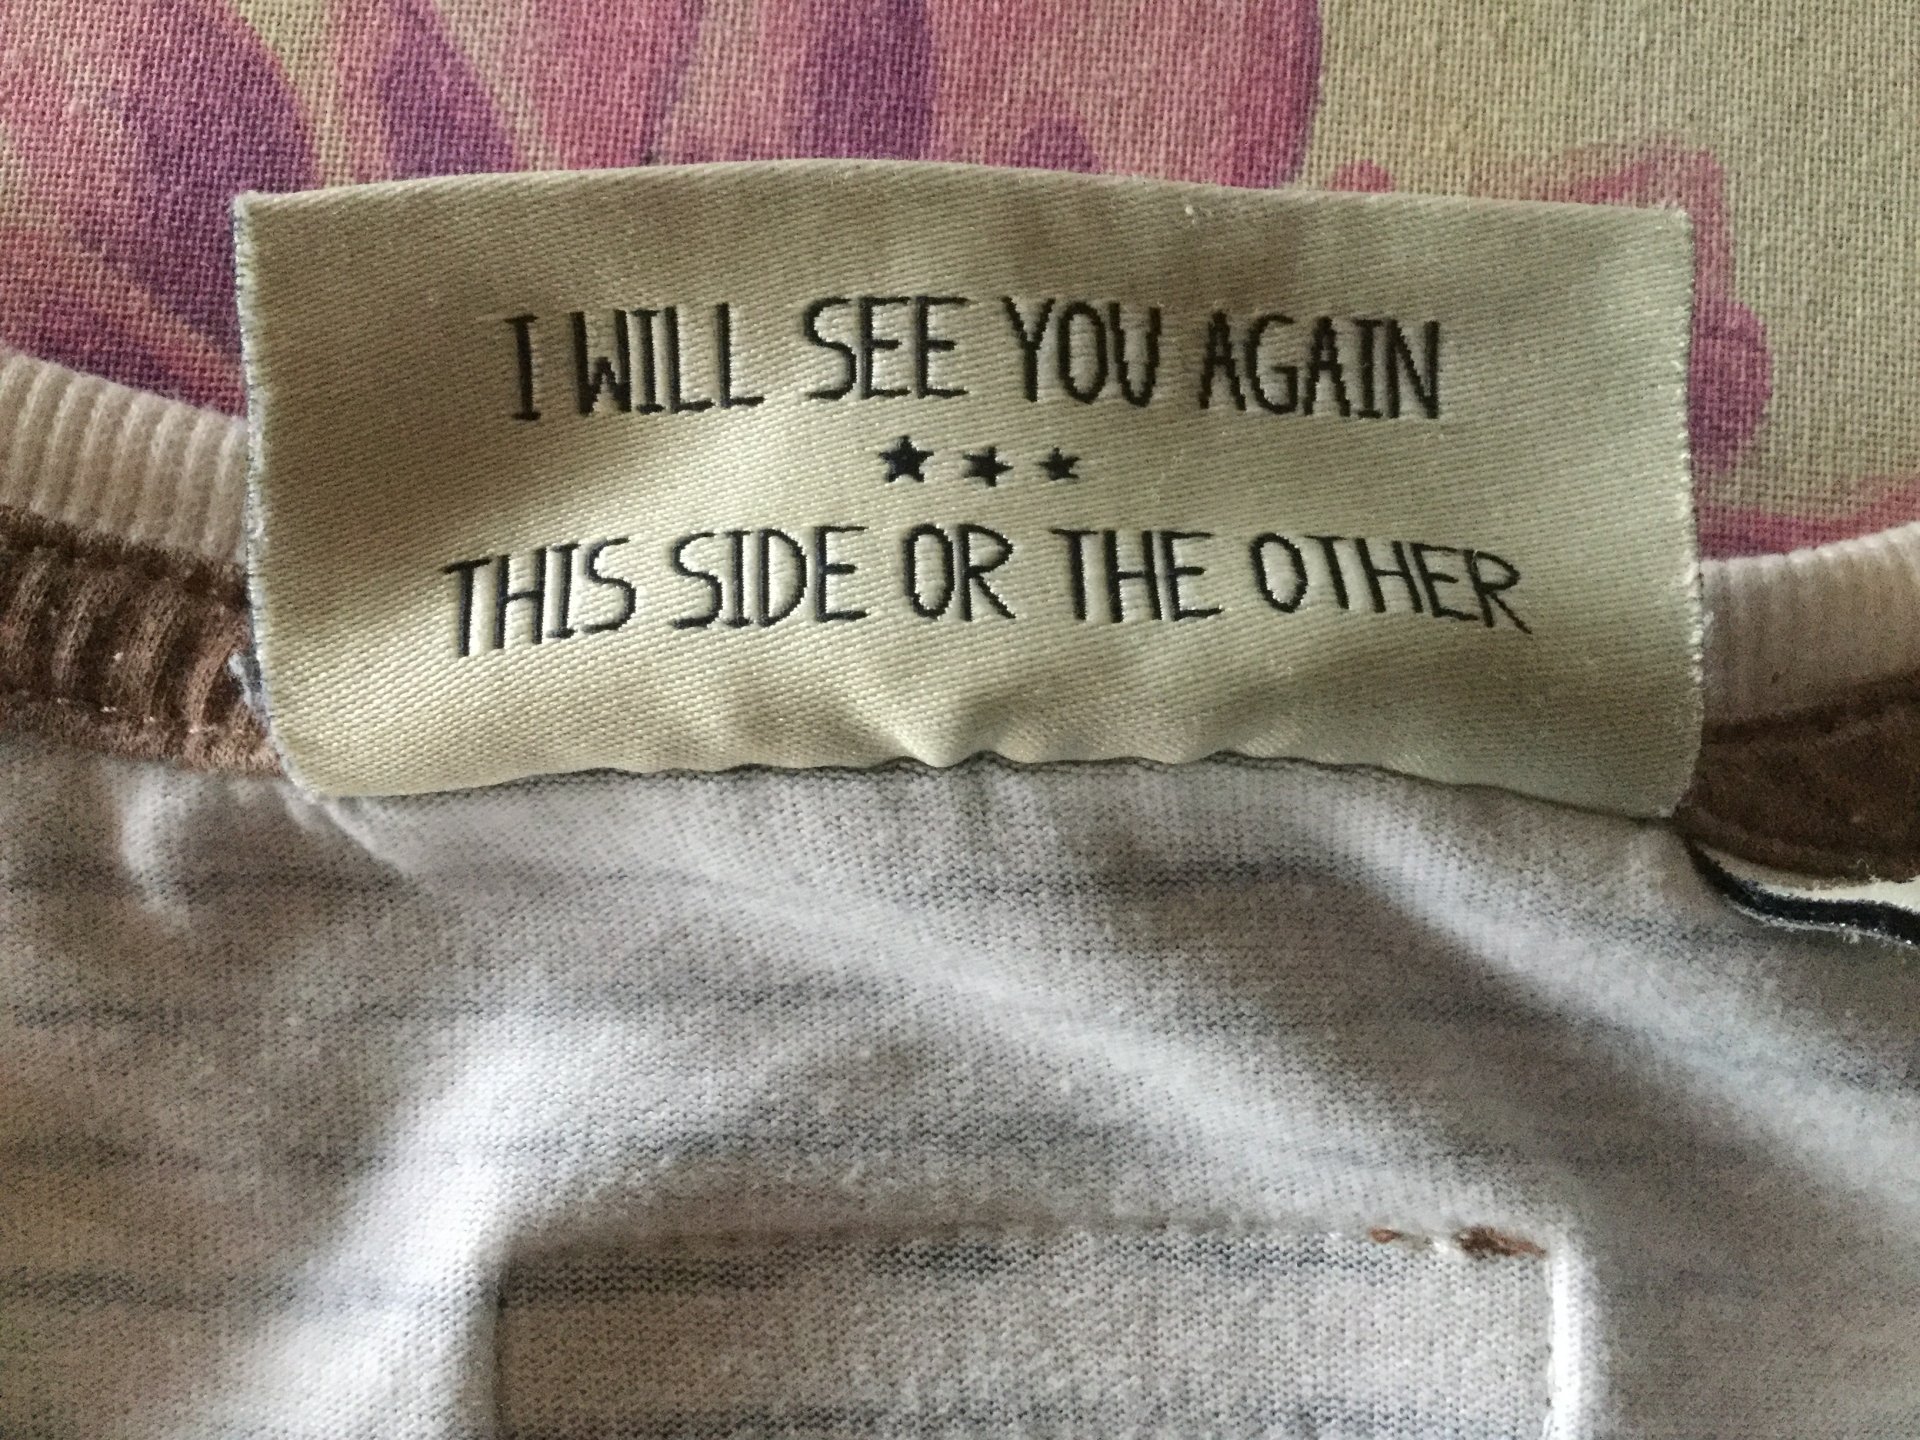 I WILL SEE YOU AGAIN
THIS SIDE OR THE OTHER